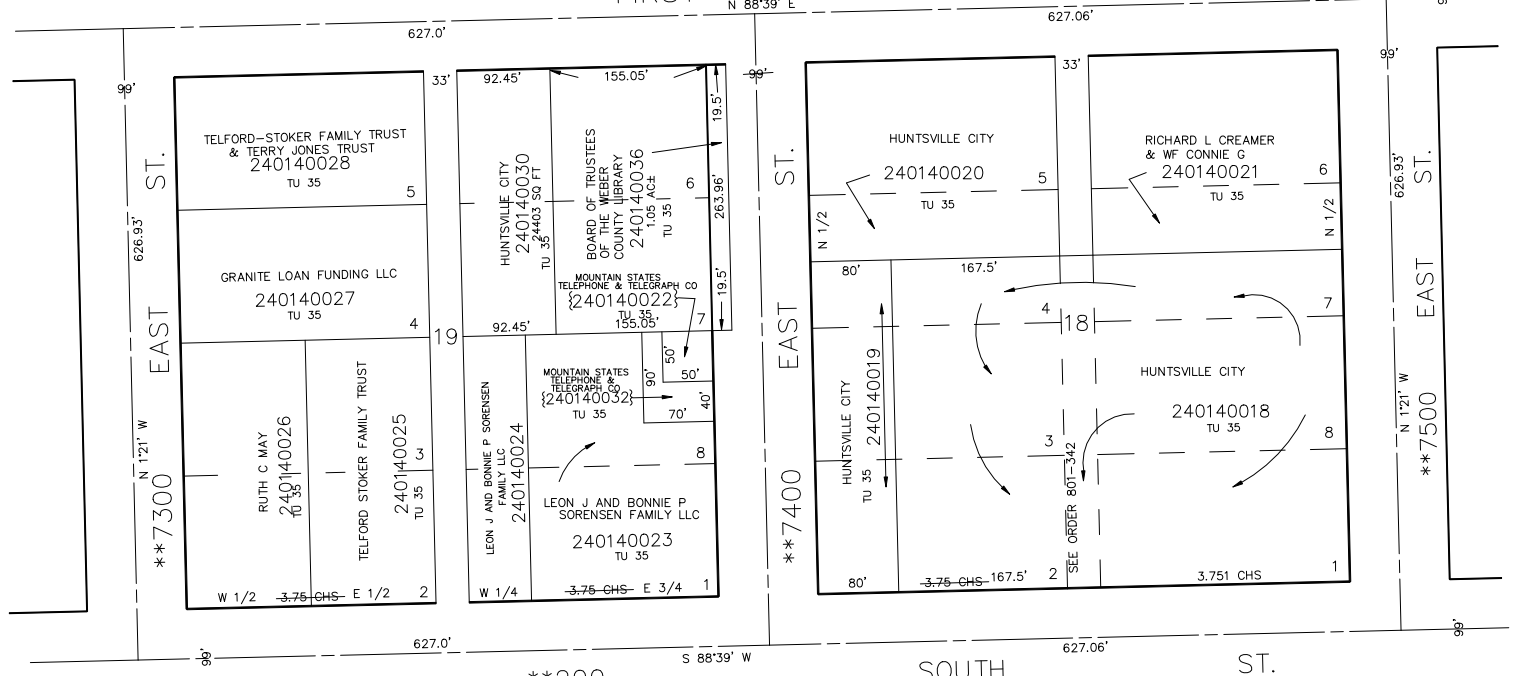 N 88°39' E
627.0'
627.06'
99'
33'
92.45'
155.05'
99'
33'
99'
TELFORD-STOKER FAMILY TRUST
& TERRY JONES TRUST
240140028
TU 35
5
ST.
626.93'
EAST
N 1°21' W
**7300
GRANITE LOAN FUNDING LLC
240140027
TU 35
4
19
RUTH C MAY
240140026
TU 35
TELFORD STOKER FAMILY TRUST
240140025
TU 35
3
W 1/2
3.75 CHS
E 1/2
2
HUNTSVILLE CITY
240140030
24403 SQ FT
TU 35
BOARD OF TRUSTEES
OF THE WEBER
COUNTY LIBRARY
240140036
1.05 AC±
TU 35
6
19.5'
263.96'
19.5'
MOUNTAIN STATES
TELEPHONE & TELEGRAPH CO
{240140022}
TU 35
7
92.45'
155.05'
50'
50'
90'
40'
70'
MOUNTAIN STATES
TELEPHONE &
TELEGRAPH CO
{240140032}
TU 35
8
LEON J AND BONNIE P SORENSEN
FAMILY LLC
240140024
LEON J AND BONNIE P
SORENSEN FAMILY LLC
240140023
TU 35
W 1/4
3.75 CHS
E 3/4
1
ST.
EAST
**7400
HUNTSVILLE CITY
240140020
TU 35
5
N 1/2
RICHARD L CREAMER
& WF CONNIE G
240140021
TU 35
6
N 1/2
80'
167.5'
4
18
7
HUNTSVILLE CITY
240140019
TU 35
3
SEE ORDER 801-342
HUNTSVILLE CITY
240140018
TU 35
8
80'
3.75 CHS
167.5'
2
3.751 CHS
1
626.93'
ST.
EAST
N 1°21' W
**7500
99'
627.0'
S 88°39' W
627.06'
99'
SOUTH
ST.